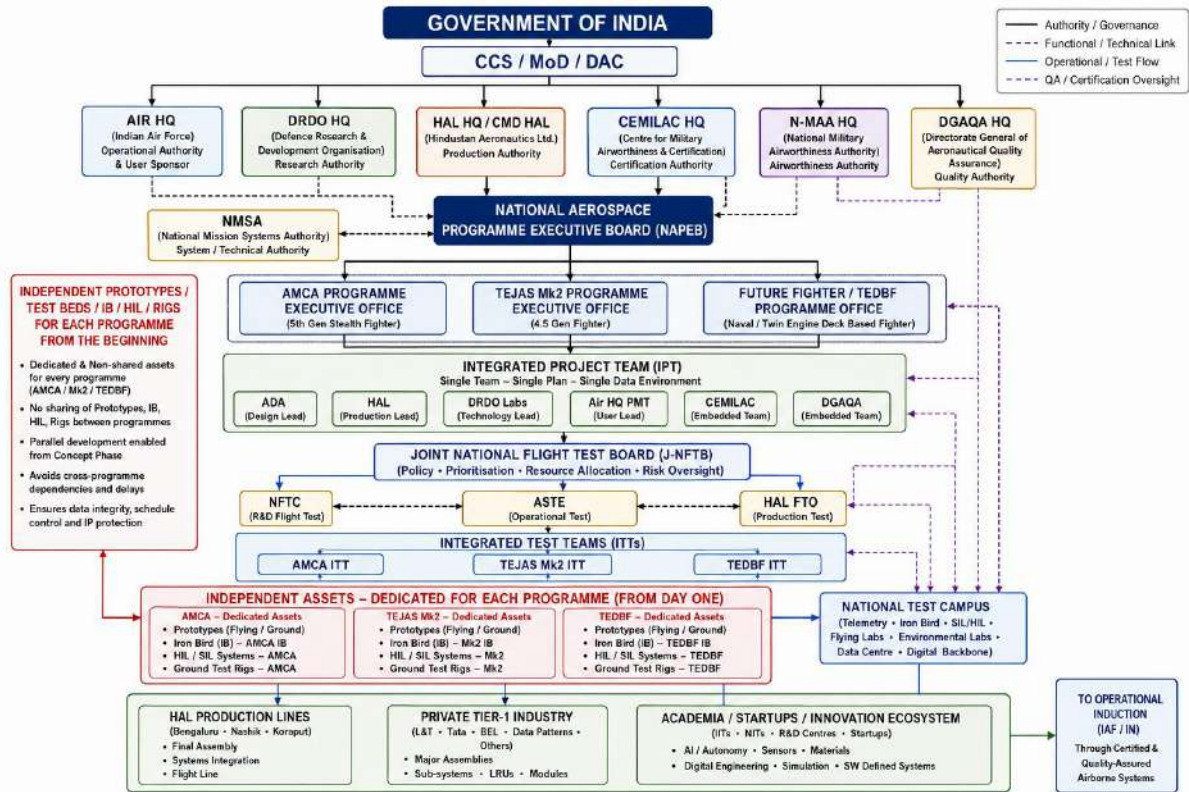 GOVERNMENT OF INDIA
CCS / MoD / DAC
Authority / Governance
Functional / Technical Link
Operational / Test Flow
QA / Certification Oversight
AIR HQ
(Indian Air Force)
Operational Authority
& User Sponsor
DRDO HQ
(Defence Research &
Development Organisation)
Research Authority
HAL HQ / CMD HAL
(Hindustan Aeronautics Ltd.)
Production Authority
CEMILAC HQ
(Centre for Military
Airworthiness & Certification)
Certification Authority
N-MAA HQ
(National Military
Airworthiness Authority)
Airworthiness Authority
DGAQA HQ
(Directorate General of
Aeronautical Quality
Assurance)
Quality Authority
NMSA
(National Mission Systems Authority)
System / Technical Authority
NATIONAL AEROSPACE
PROGRAMME EXECUTIVE BOARD (NAPEB)
INDEPENDENT PROTOTYPES /
TEST BEDS / IB / HIL / RIGS
FOR EACH PROGRAMME
FROM THE BEGINNING
• Dedicated & Non-shared assets
for every programme
(AMCA / Mk2 / TEDBF)
• No sharing of Prototypes, IB,
HIL, Rigs between programmes
• Parallel development enabled
from Concept Phase
• Avoids cross-programme
dependencies and delays
• Ensures data integrity, schedule
control and IP protection
AMCA PROGRAMME
EXECUTIVE OFFICE
(5th Gen Stealth Fighter)
TEJAS Mk2 PROGRAMME
EXECUTIVE OFFICE
(4.5 Gen Fighter)
FUTURE FIGHTER / TEDBF
PROGRAMME OFFICE
(Naval / Twin Engine Deck Based Fighter)
INTEGRATED PROJECT TEAM (IPT)
Single Team – Single Plan – Single Data Environment
ADA
(Design Lead)
HAL
(Production Lead)
DRDO Labs
(Technology Lead)
Air HQ PMT
(User Lead)
CEMILAC
(Embedded Team)
DGAQA
(Embedded Team)
JOINT NATIONAL FLIGHT TEST BOARD (J-NFTB)
(Policy • Prioritisation • Resource Allocation • Risk Oversight)
NFTC
(R&D Flight Test)
ASTE
(Operational Test)
HAL FTO
(Production Test)
INTEGRATED TEST TEAMS (ITTs)
AMCA ITT
TEJAS Mk2 ITT
TEDBF ITT
INDEPENDENT ASSETS – DEDICATED FOR EACH PROGRAMME (FROM DAY ONE)
AMCA – Dedicated Assets
• Prototypes (Flying / Ground)
• Iron Bird (IB) – AMCA IB
• HIL / SIL Systems – AMCA
• Ground Test Rigs – AMCA
TEJAS Mk2 – Dedicated Assets
• Prototypes (Flying / Ground)
• Iron Bird (IB) – Mk2 IB
• HIL / SIL Systems – Mk2
• Ground Test Rigs – Mk2
TEDBF – Dedicated Assets
• Prototypes (Flying / Ground)
• Iron Bird (IB) – TEDBF IB
• HIL / SIL Systems – TEDBF
• Ground Test Rigs – TEDBF
NATIONAL TEST CAMPUS
(Telemetry • Iron Bird • SIL/HIL •
Flying Labs • Environmental Labs •
Data Centre • Digital Backbone)
HAL PRODUCTION LINES
(Bengaluru • Nashik • Koraput)
• Final Assembly
• Systems Integration
• Flight Line
PRIVATE TIER-1 INDUSTRY
(L&T • Tata • BEL • Data Patterns •
Others)
• Major Assemblies
• Sub-systems • LRUs • Modules
ACADEMIA / STARTUPS / INNOVATION ECOSYSTEM
(IITs • NITs • R&D Centres • Startups)
• AI / Autonomy • Sensors • Materials
• Digital Engineering • Simulation • SW Defined Systems
TO OPERATIONAL
INDUCTION
(IAF / IN)
Through Certified &
Quality-Assured
Airborne Systems